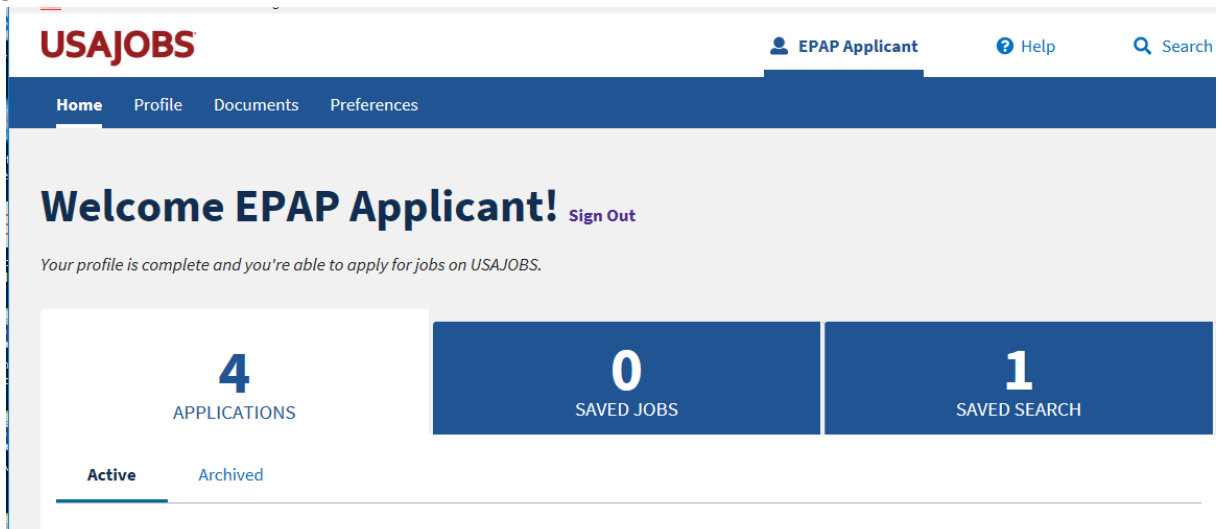 USAJOBS
EPAP Applicant
Help
Search
Home Profile Documents Preferences
Welcome EPAP Applicant! Sign Out
Your profile is complete and you're able to apply for jobs on USAJOBS.
4
APPLICATIONS
0
SAVED JOBS
1
SAVED SEARCH
Active Archived